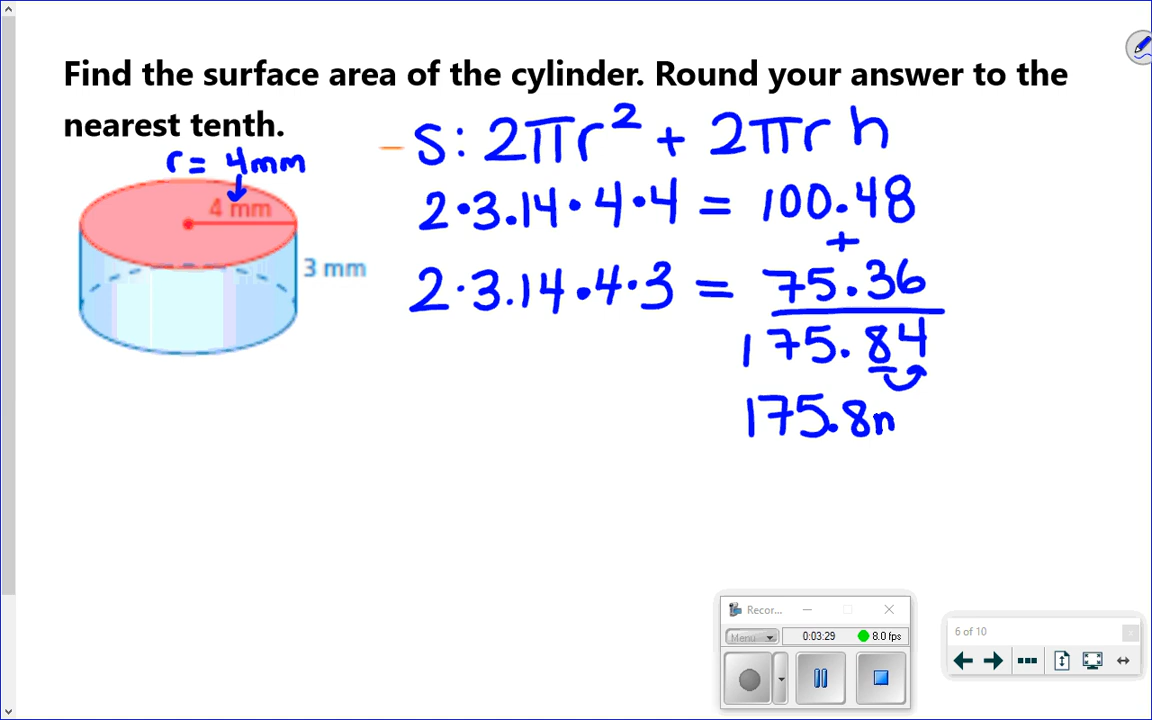 Find the surface area of the cylinder. Round your answer to the
nearest tenth.
S: 2πr² + 2πrh
r = 4mm
4 mm
3 mm
2·3.14·4·4 = 100.48
+
2·3.14·4·3 = 75.36
175.84
175.8m
Recor...
Menu
0:03:29
8.0 fps
6 of 10